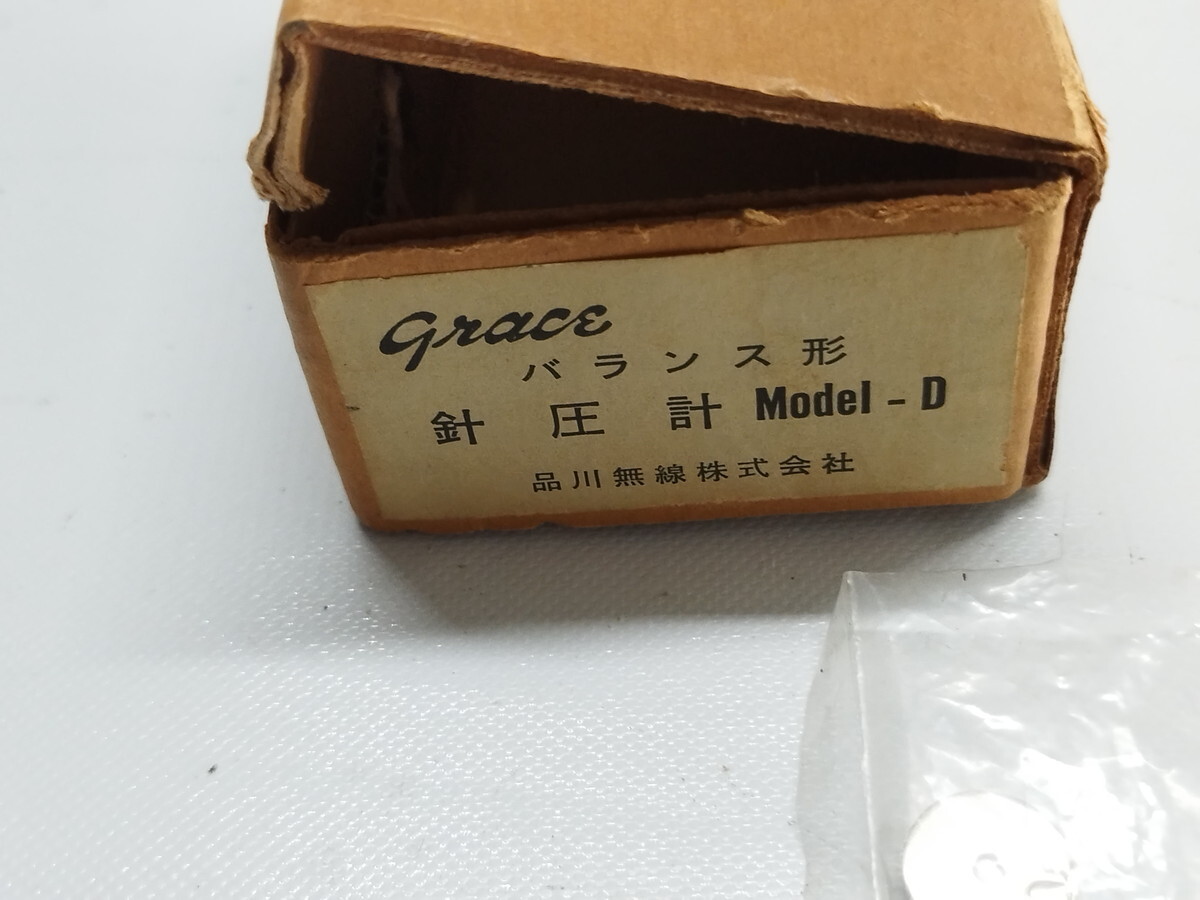 Grace
バランス形
針圧計 Model-D
品川無線株式会社